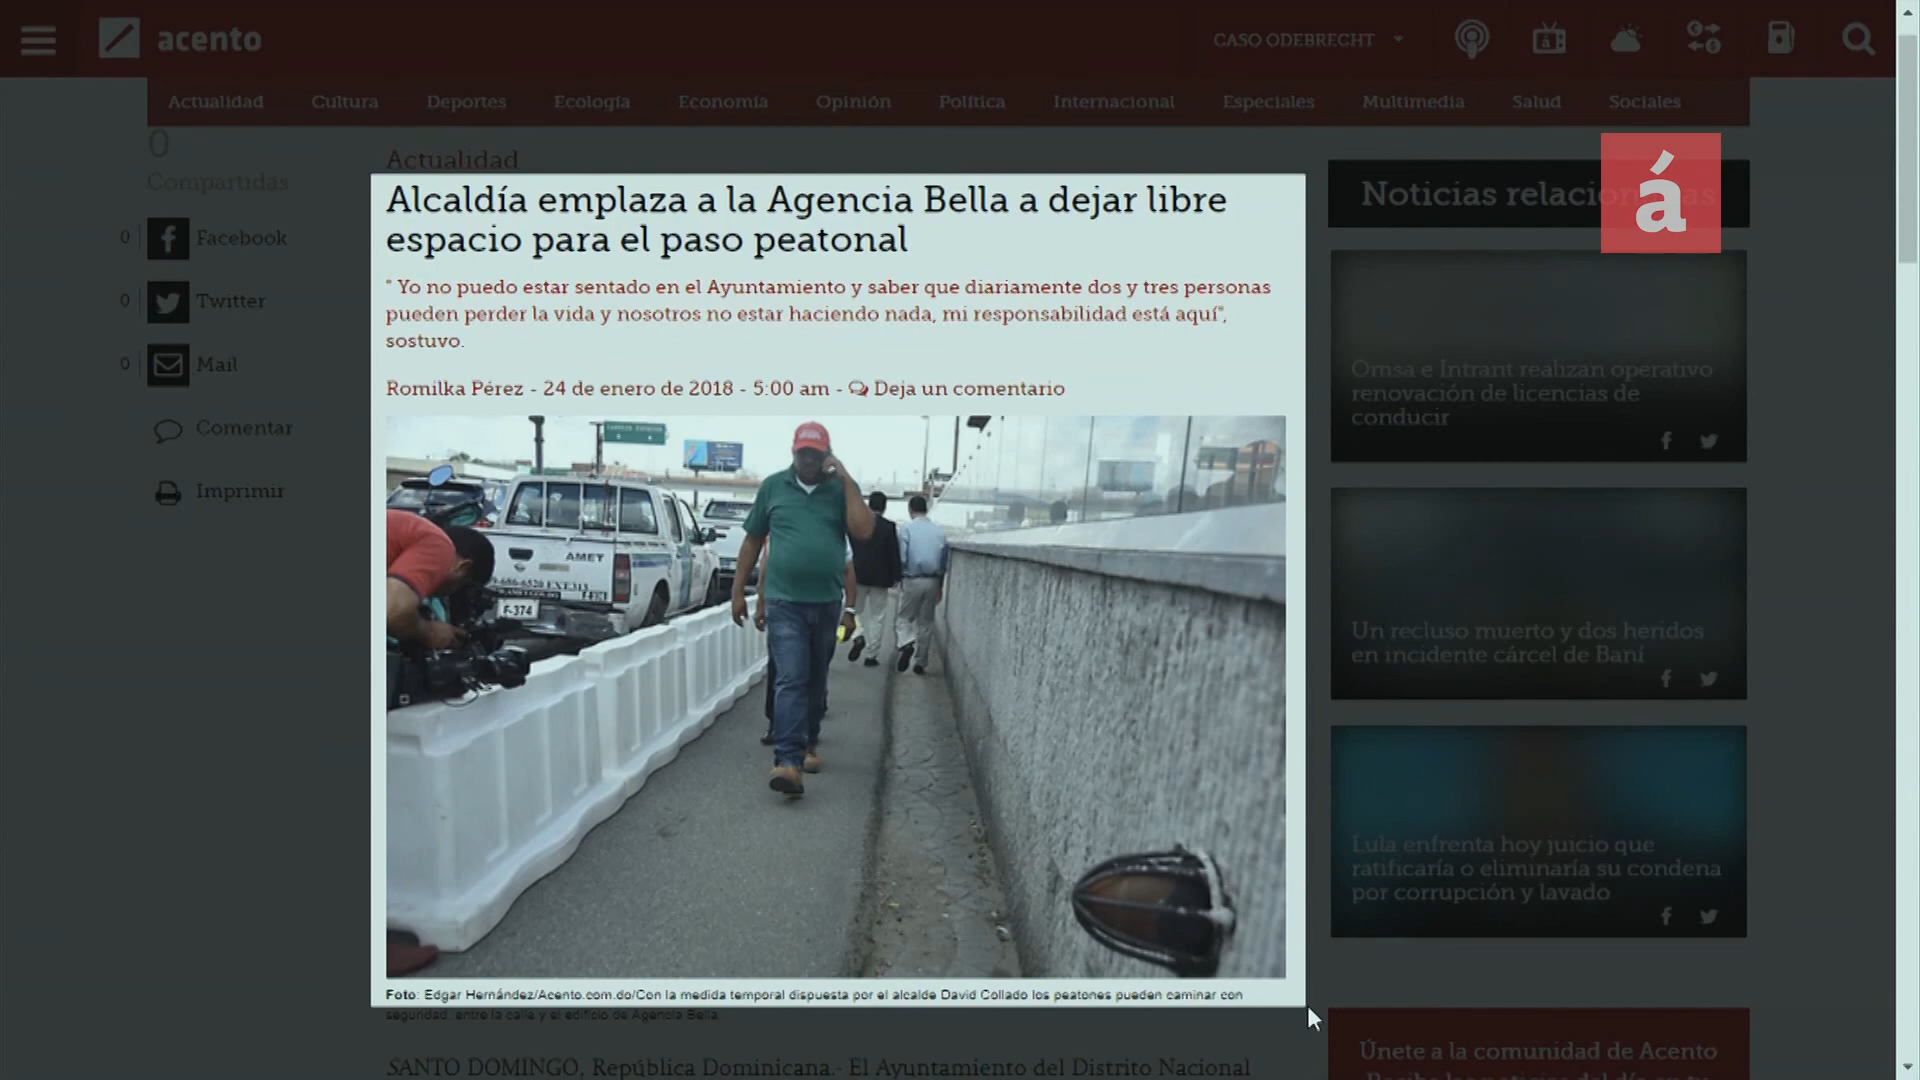 acento
CASO ODEBRECHT
Actualidad Cultura Deportes Ecología Economía Opinión Política Internacional Especiales Multimedia Salud Sociales
0
Compartidas
0 Facebook
0 Twitter
0 Mail
Comentar
Imprimir
Actualidad
Alcaldía emplaza a la Agencia Bella a dejar libre
espacio para el paso peatonal
" Yo no puedo estar sentado en el Ayuntamiento y saber que diariamente dos y tres personas
pueden perder la vida y nosotros no estar haciendo nada, mi responsabilidad está aquí",
sostuvo.
Romilka Pérez - 24 de enero de 2018 - 5:00 am - Deja un comentario
AMET
9-686-6520 EXT.315
F-374
Foto: Edgar Hernández/Acento.com.do/Con la medida temporal dispuesta por el alcalde David Collado los peatones pueden caminar con
seguridad, entre la calle y el edificio de Agencia Bella
SANTO DOMINGO, República Dominicana.- El Ayuntamiento del Distrito Nacional
Noticias relacionadas
á
Omsa e Intrant realizan operativo
renovación de licencias de
conducir
Un recluso muerto y dos heridos
en incidente cárcel de Baní
Lula enfrenta hoy juicio que
ratificaría o eliminaría su condena
por corrupción y lavado
Únete a la comunidad de Acento